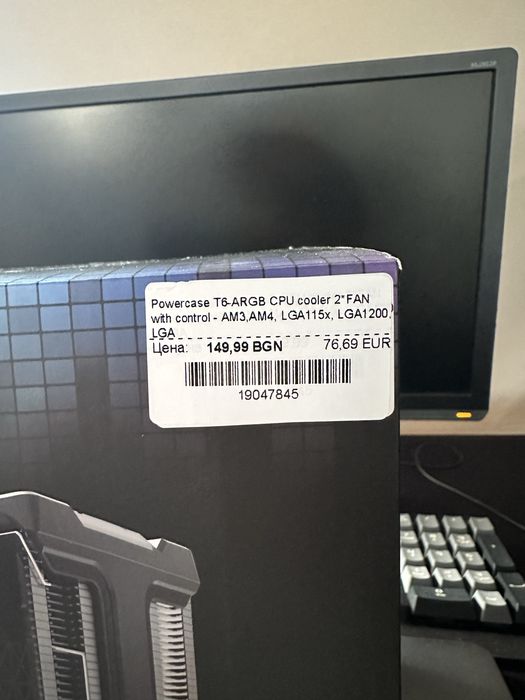 Powercase T6-ARGB CPU cooler 2*FAN
with control - AM3,AM4, LGA115x, LGA1200,
LGA
Цена: 149,99 BGN 76,69 EUR
19047845